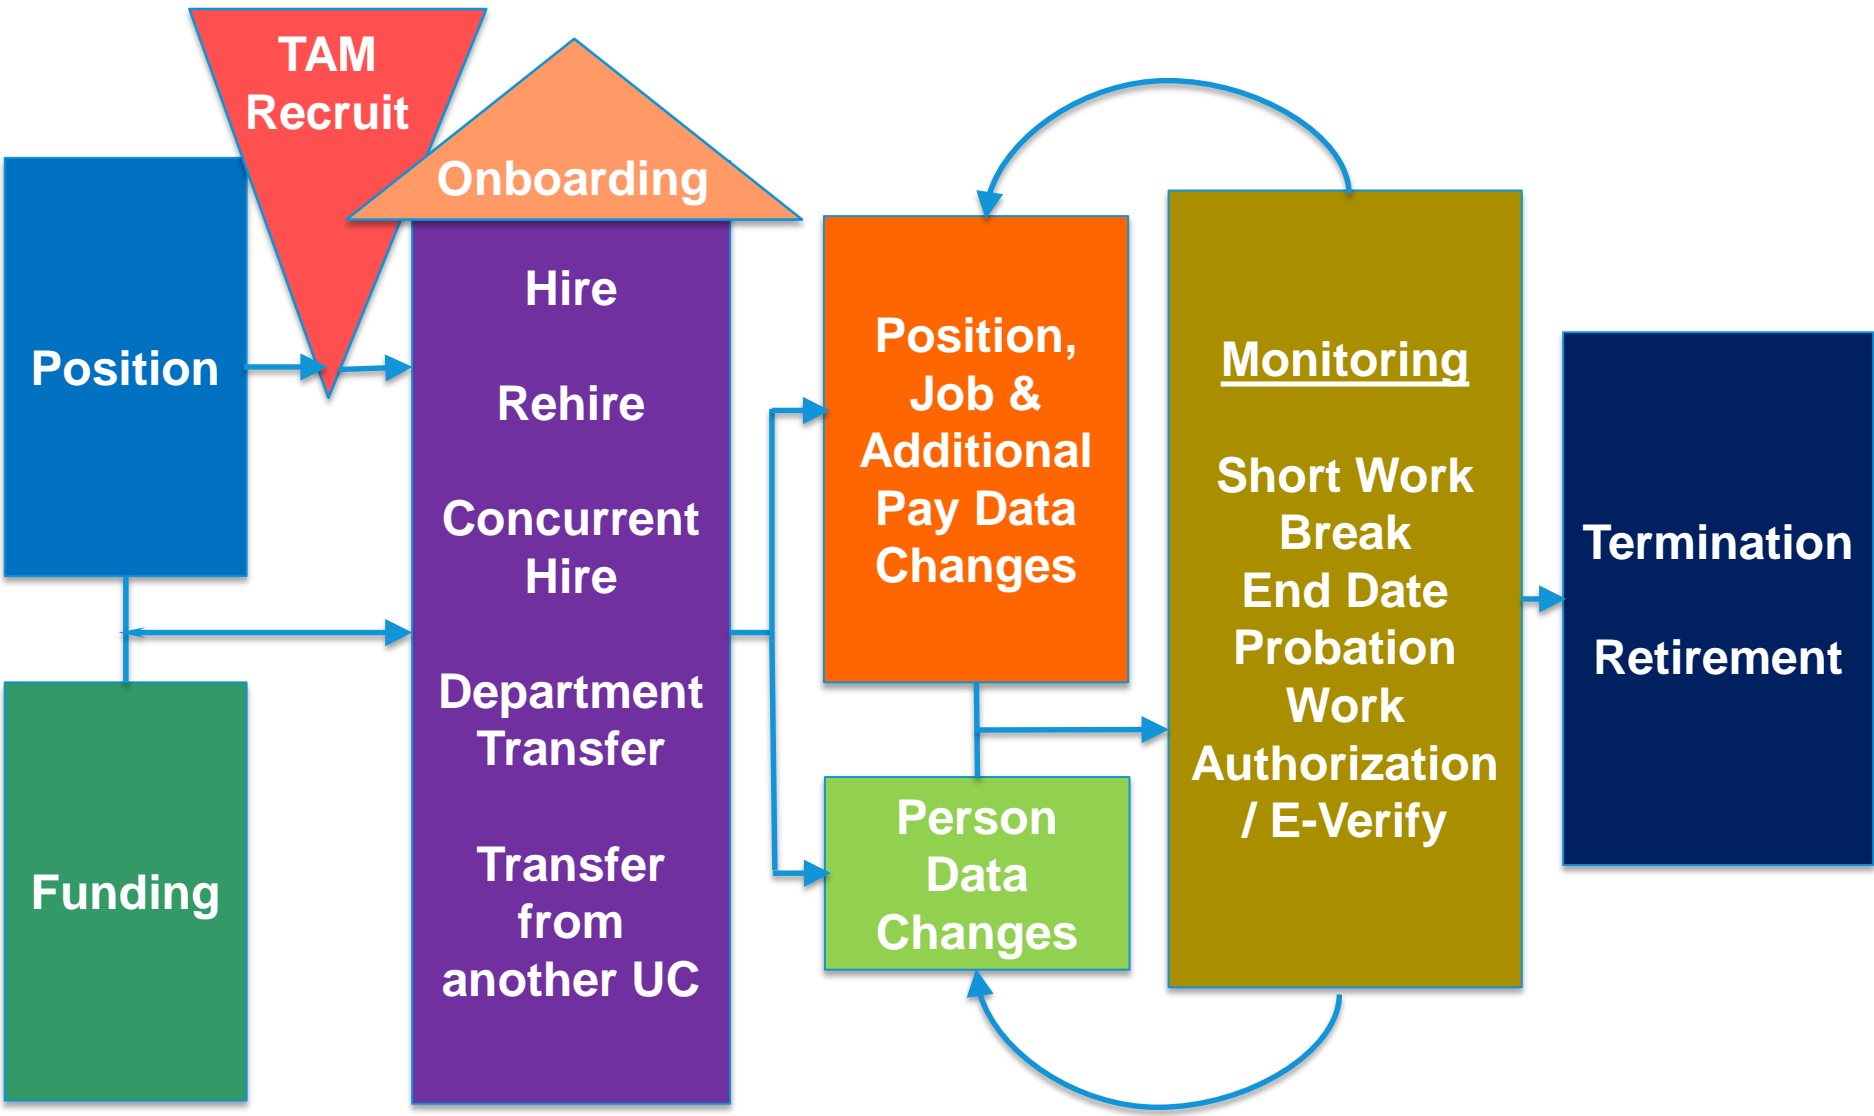 TAM
Recruit
Onboarding
Position
Funding
Hire
Rehire
Concurrent
Hire
Department
Transfer
Transfer
from
another UC
Position,
Job &
Additional
Pay Data
Changes
Person
Data
Changes
Monitoring
Short Work
Break
End Date
Probation
Work
Authorization
/ E-Verify
Termination
Retirement